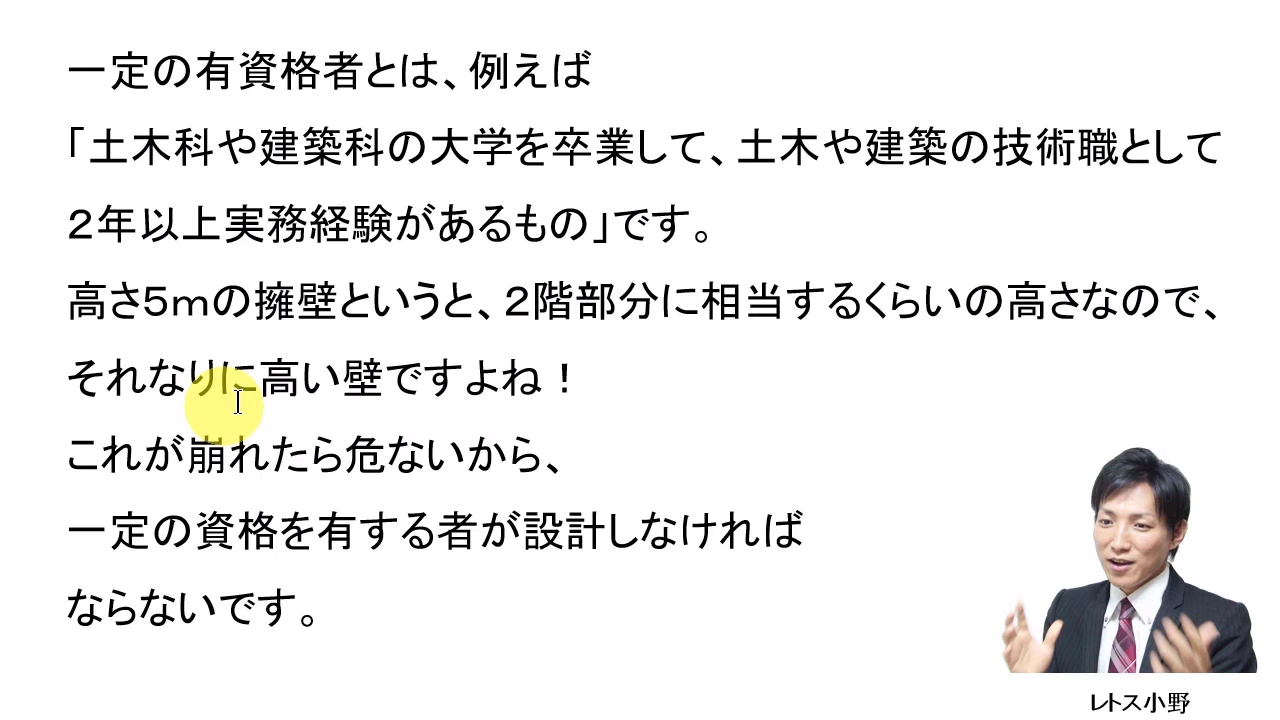 一定の有資格者とは、例えば
「土木科や建築科の大学を卒業して、土木や建築の技術職として
２年以上実務経験があるもの」です。
高さ５ｍの擁壁というと、２階部分に相当するくらいの高さなので、
それなりに高い壁ですよね！
これが崩れたら危ないから、
一定の資格を有する者が設計しなければ
ならないです。
レトス小野